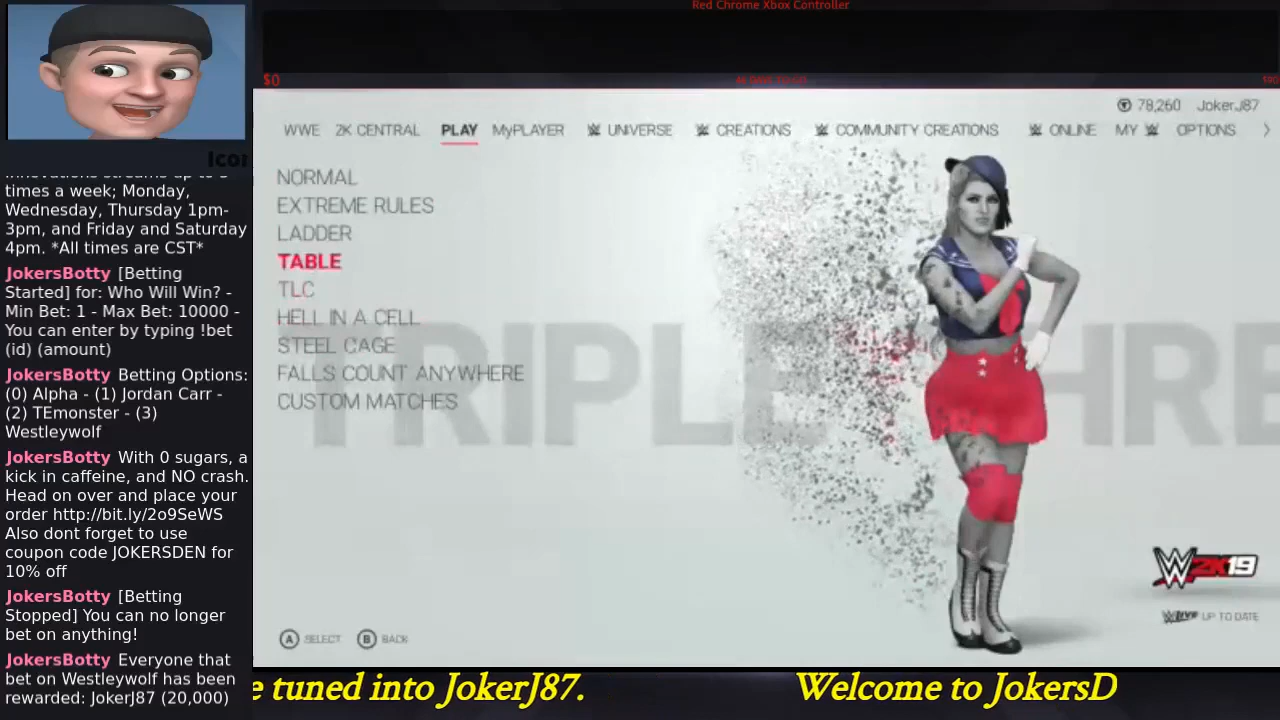 Red Chrome Xbox Controller
$0
78,260 JokerJ87
WWE 2K CENTRAL PLAY MyPLAYER UNIVERSE CREATIONS COMMUNITY CREATIONS ONLINE MY OPTIONS
NORMAL
EXTREME RULES
LADDER
TABLE
TLC
HELL IN A CELL
STEEL CAGE
FALLS COUNT ANYWHERE
CUSTOM MATCHES
TRIPLE THRE
W 2K19
LIVE UP TO DATE
A SELECT B BACK
times a week; Monday,
Wednesday, Thursday 1pm-
3pm, and Friday and Saturday
4pm. *All times are CST*
JokersBotty [Betting
Started] for: Who Will Win? -
Min Bet: 1 - Max Bet: 10000 -
You can enter by typing !bet
(id) (amount)
JokersBotty Betting Options:
(0) Alpha - (1) Jordan Carr -
(2) TEmonster - (3)
Westleywolf
JokersBotty With 0 sugars, a
kick in caffeine, and NO crash.
Head on over and place your
order http://bit.ly/2o9SeWS
Also dont forget to use
coupon code JOKERSDEN for
10% off
JokersBotty [Betting
Stopped] You can no longer
bet on anything!
JokersBotty Everyone that
bet on Westleywolf has been
rewarded: JokerJ87 (20,000)
e tuned into JokerJ87. Welcome to JokersD